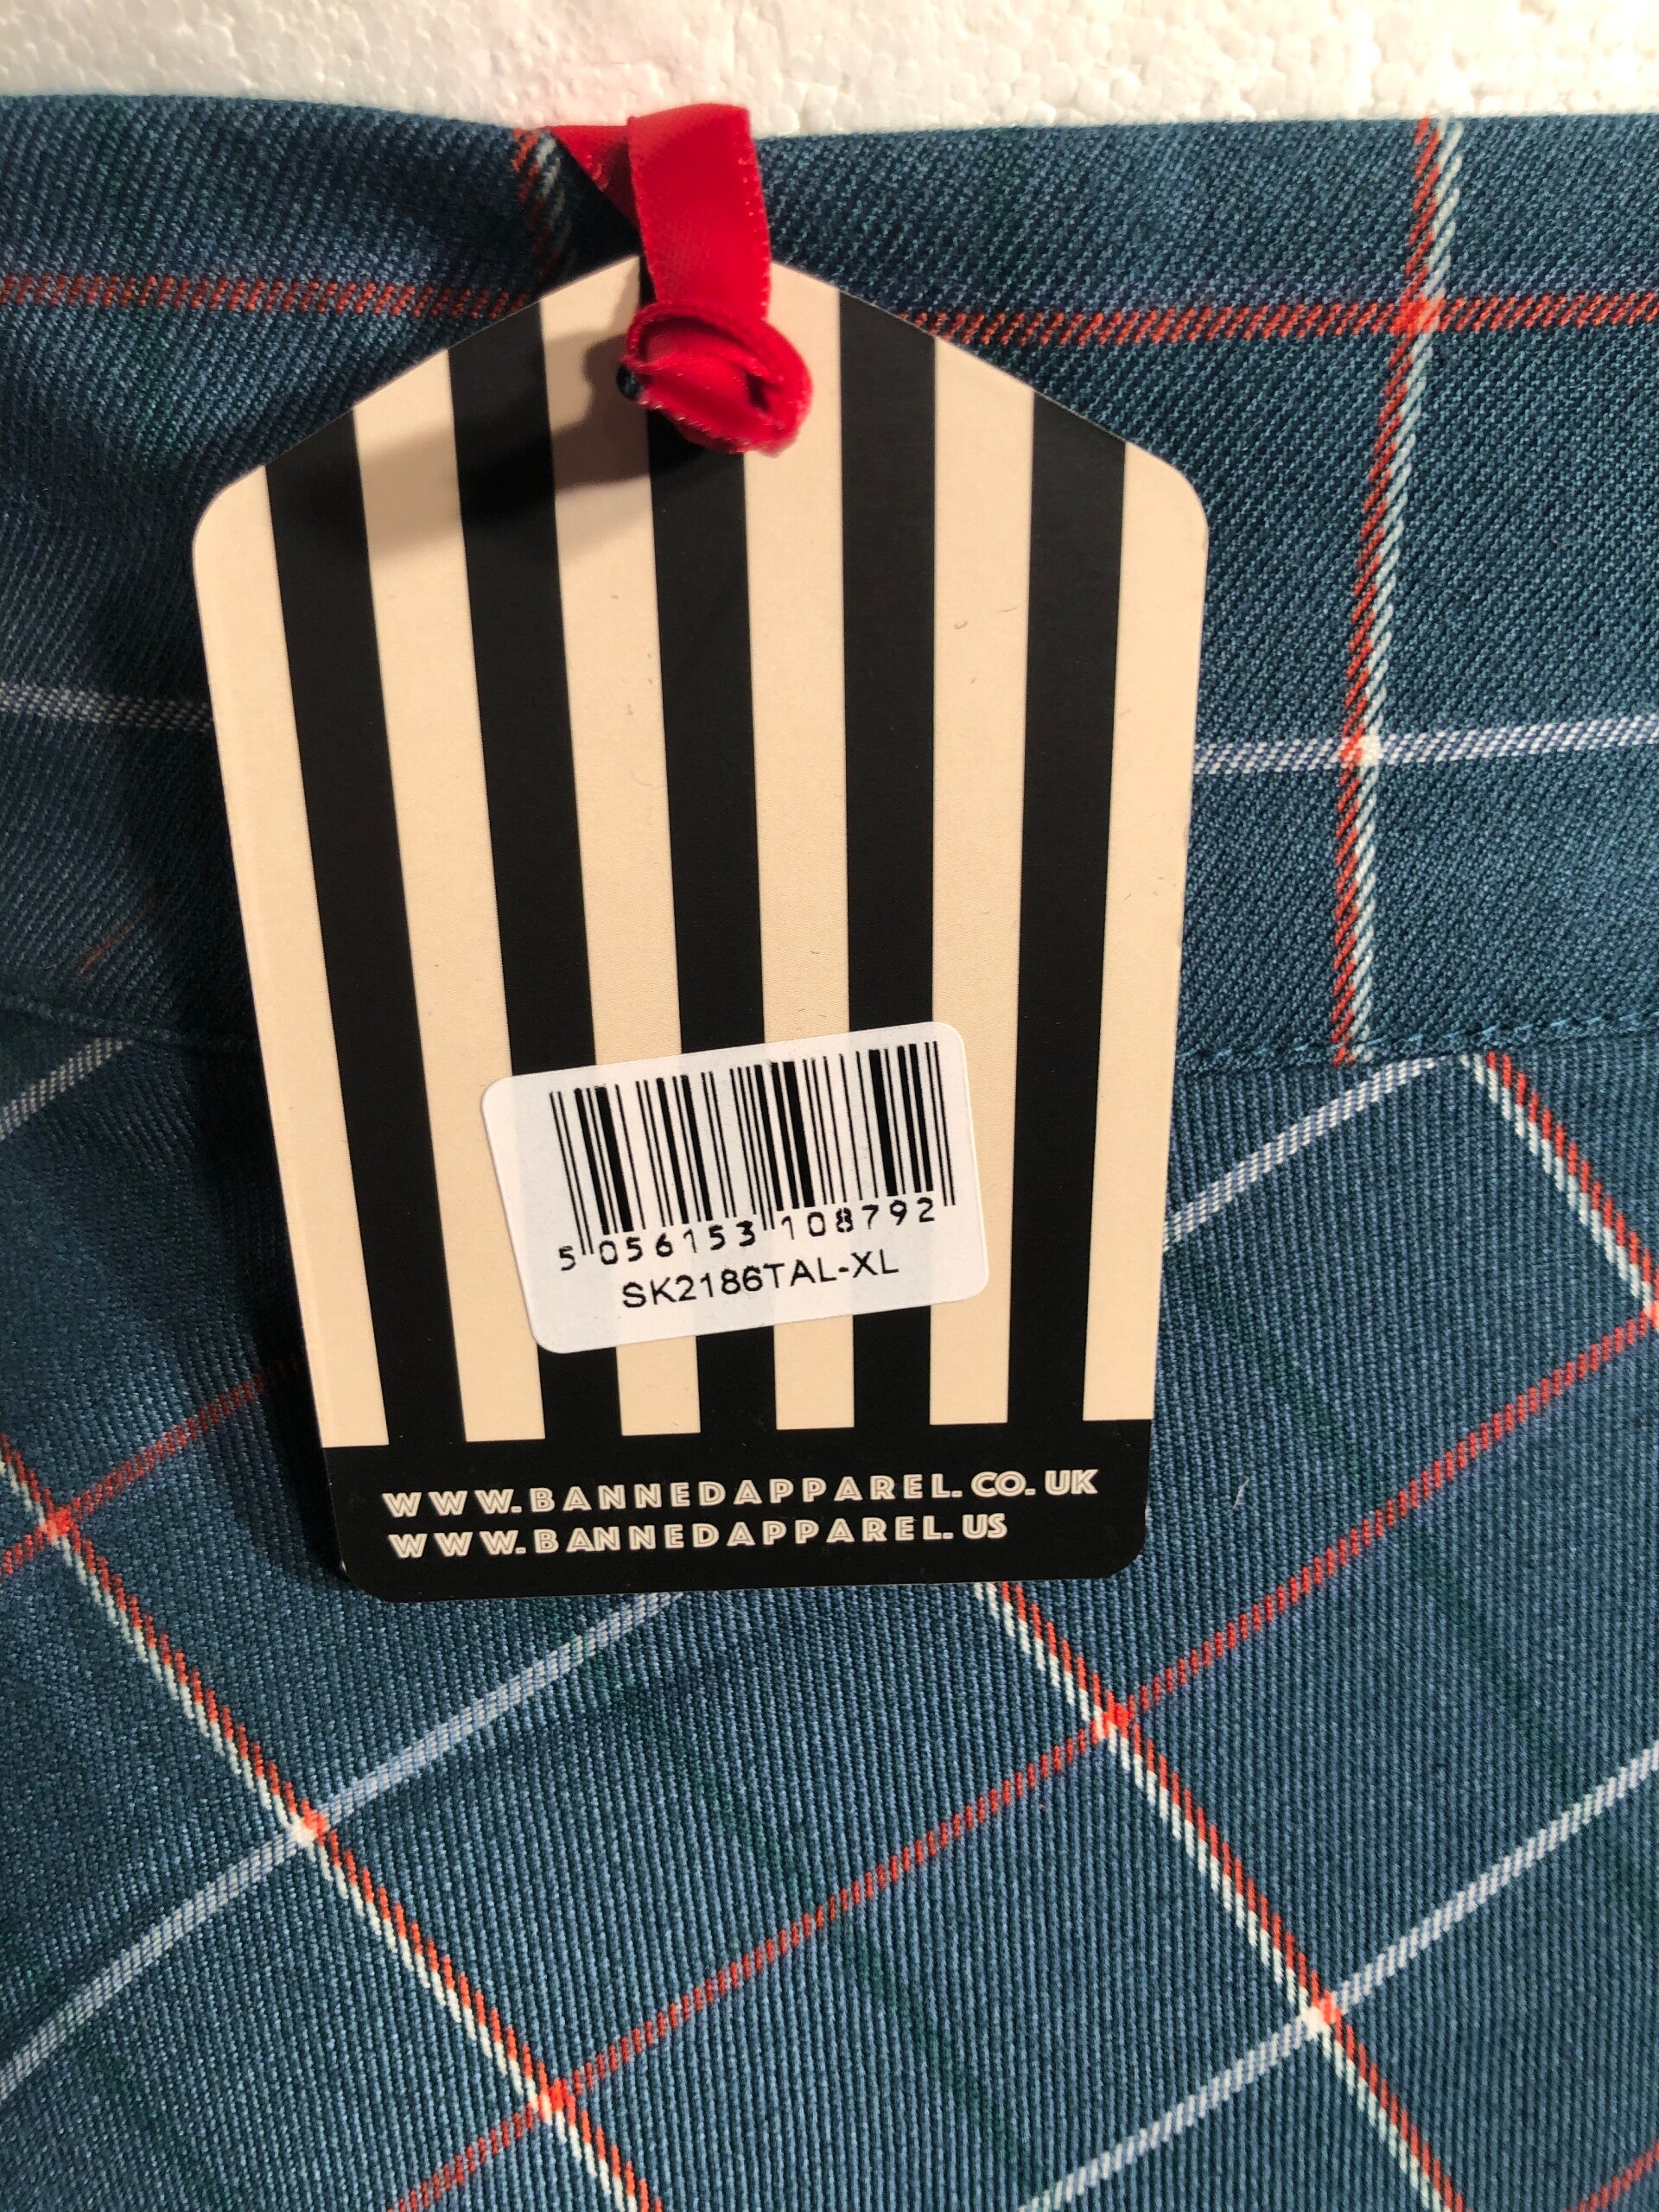 5 056153 108792
SK2186TAL-XL
WWW.BANNEDAPPAREL.CO.UK
WWW.BANNEDAPPAREL.US